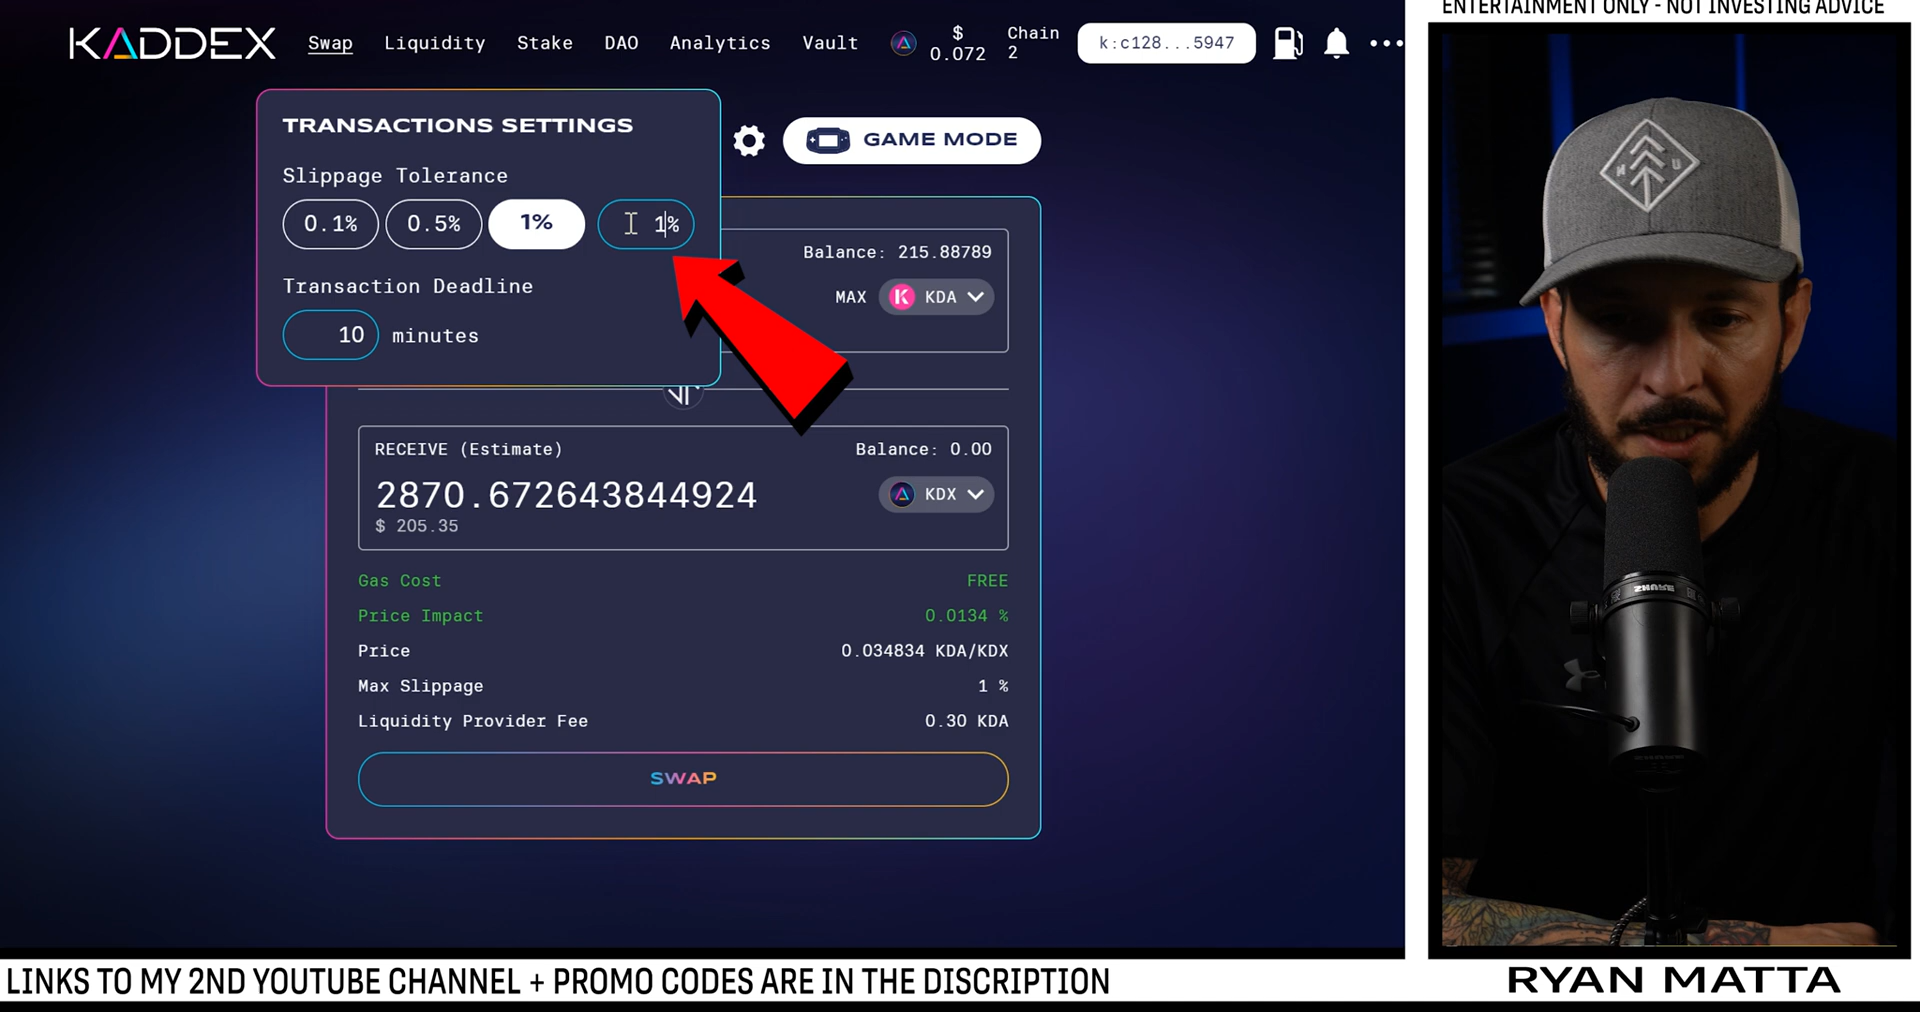 ENTERTAINMENT ONLY - NOT INVESTING ADVICE
KADDEX
Swap
Liquidity
Stake
DAO
Analytics
Vault
$
0.072
Chain
2
k:c128...5947
TRANSACTIONS SETTINGS
GAME MODE
Slippage Tolerance
0.1%
0.5%
1%
1%
Transaction Deadline
10 minutes
Balance: 215.88789
MAX
KDA
RECEIVE (Estimate)
Balance: 0.00
2870.672643844924
KDX
$ 205.35
Gas Cost
FREE
Price Impact
0.0134 %
Price
0.034834 KDA/KDX
Max Slippage
1 %
Liquidity Provider Fee
0.30 KDA
SWAP
N U
SHURE
LINKS TO MY 2ND YOUTUBE CHANNEL + PROMO CODES ARE IN THE DISCRIPTION
RYAN MATTA